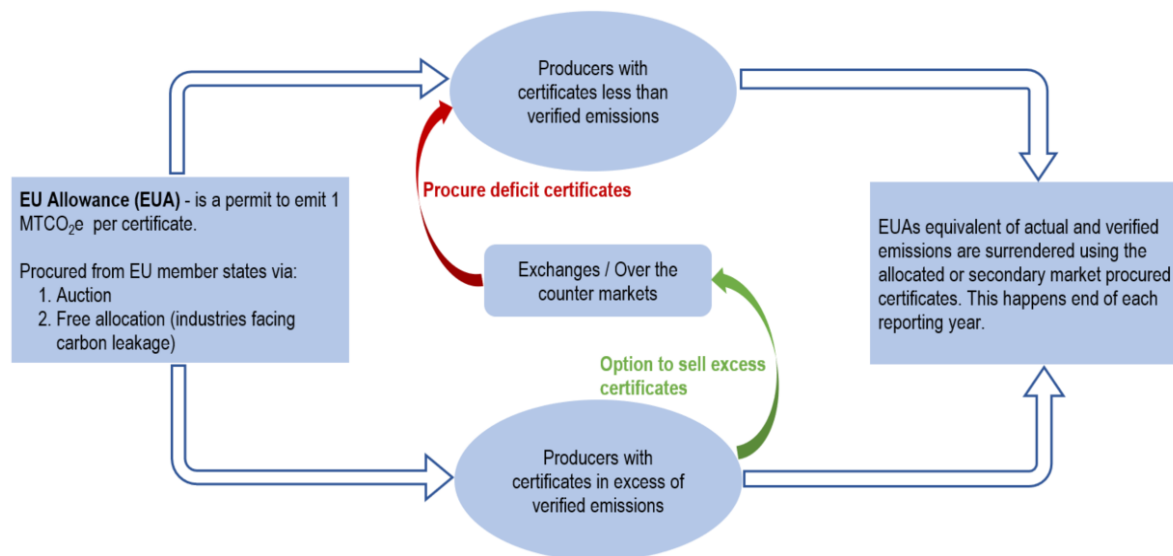 Producers with
certificates less than
verified emissions
Procure deficit certificates
EU Allowance (EUA) - is a permit to emit 1
MTCO₂e per certificate.
Procured from EU member states via:
1. Auction
2. Free allocation (industries facing
carbon leakage)
Exchanges / Over the
counter markets
EUAs equivalent of actual and verified
emissions are surrendered using the
allocated or secondary market procured
certificates. This happens end of each
reporting year.
Option to sell excess
certificates
Producers with
certificates in excess of
verified emissions